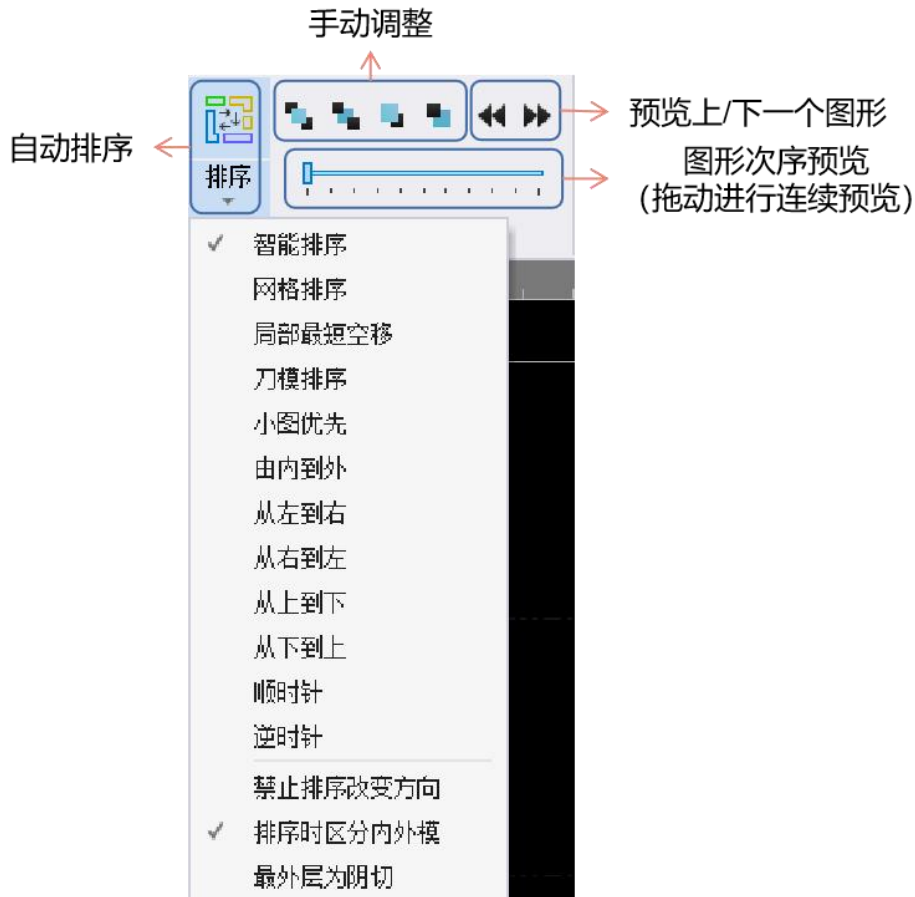 手动调整
自动排序
排序
预览上/下一个图形
图形次序预览
(拖动进行连续预览)
智能排序
网格排序
局部最短空移
刀模排序
小图优先
由内到外
从左到右
从右到左
从上到下
从下到上
顺时针
逆时针
禁止排序改变方向
排序时区分内外模
最外层为阴切